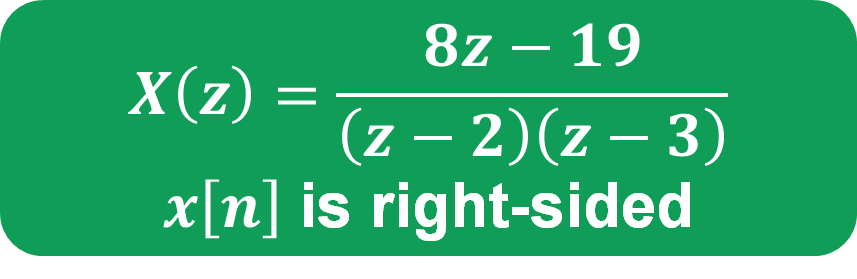 X(z) = (8z − 19) / ((z − 2)(z − 3))
x[n] is right-sided